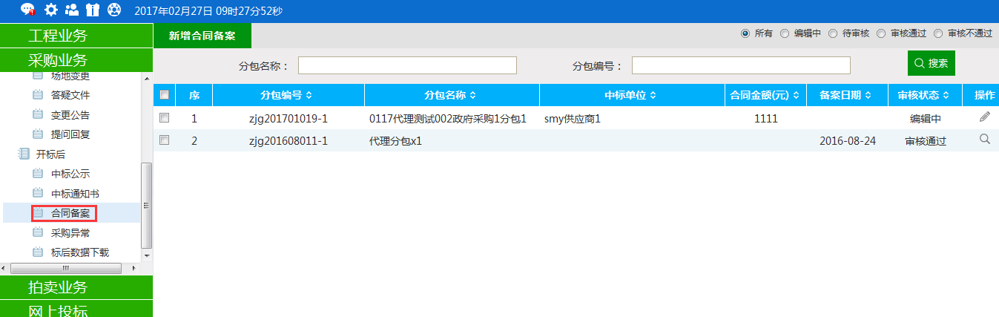 2017年02月27日 09时27分52秒
工程业务
采购业务
场地变更
答疑文件
变更公告
提问回复
开标后
中标公示
中标通知书
合同备案
采购异常
标后数据下载
拍卖业务
网上投标
新增合同备案
所有 编辑中 待审核 审核通过 审核不通过
分包名称： 分包编号： 搜索
序 分包编号 分包名称 中标单位 合同金额(元) 备案日期 审核状态 操作
1 zjg201701019-1 0117代理测试002政府采购1分包1 smy供应商1 1111 编辑中
2 zjg201608011-1 代理分包x1 2016-08-24 审核通过